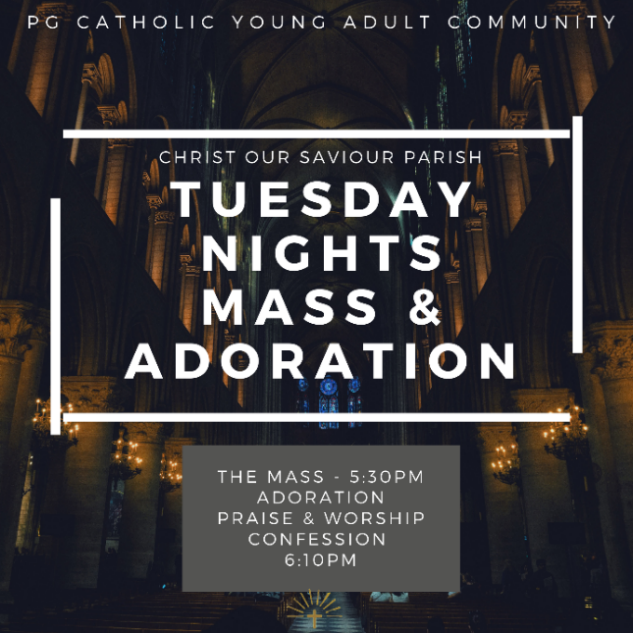 PG CATHOLIC YOUNG ADULT COMMUNITY
CHRIST OUR SAVIOUR PARISH
TUESDAY
NIGHTS
MASS &
ADORATION
THE MASS - 5:30PM
ADORATION
PRAISE & WORSHIP
CONFESSION
6:10PM